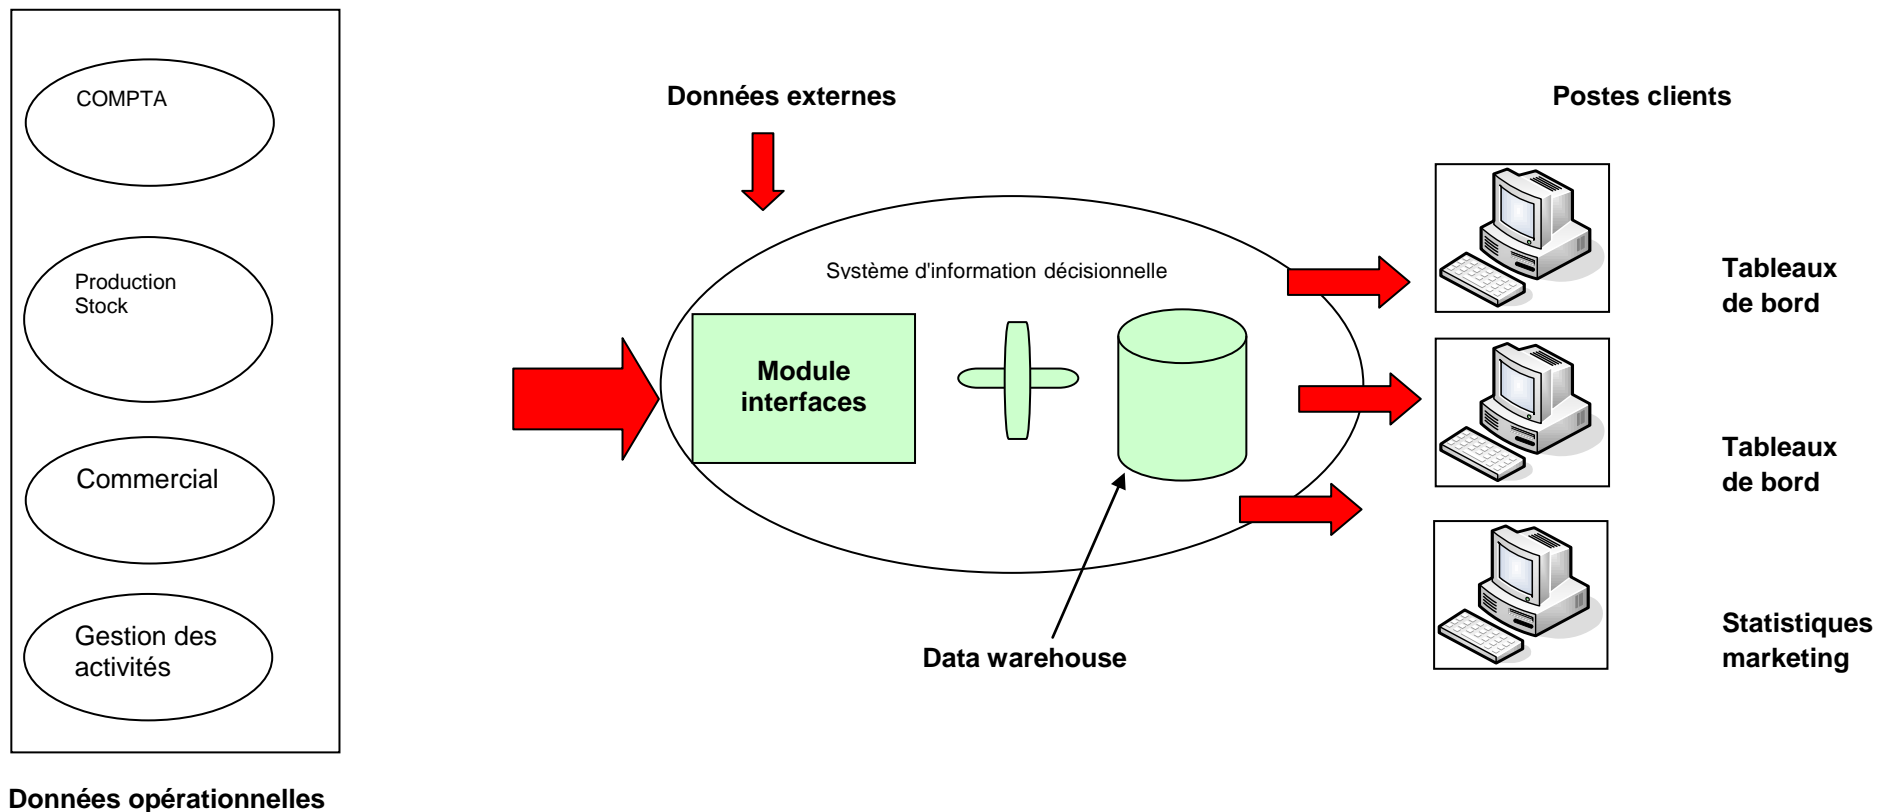 COMPTA
Production
Stock
Commercial
Gestion des
activités
Données opérationnelles
Données externes
Système d'information décisionnelle
Module
interfaces
Data warehouse
Postes clients
Tableaux
de bord
Tableaux
de bord
Statistiques
marketing